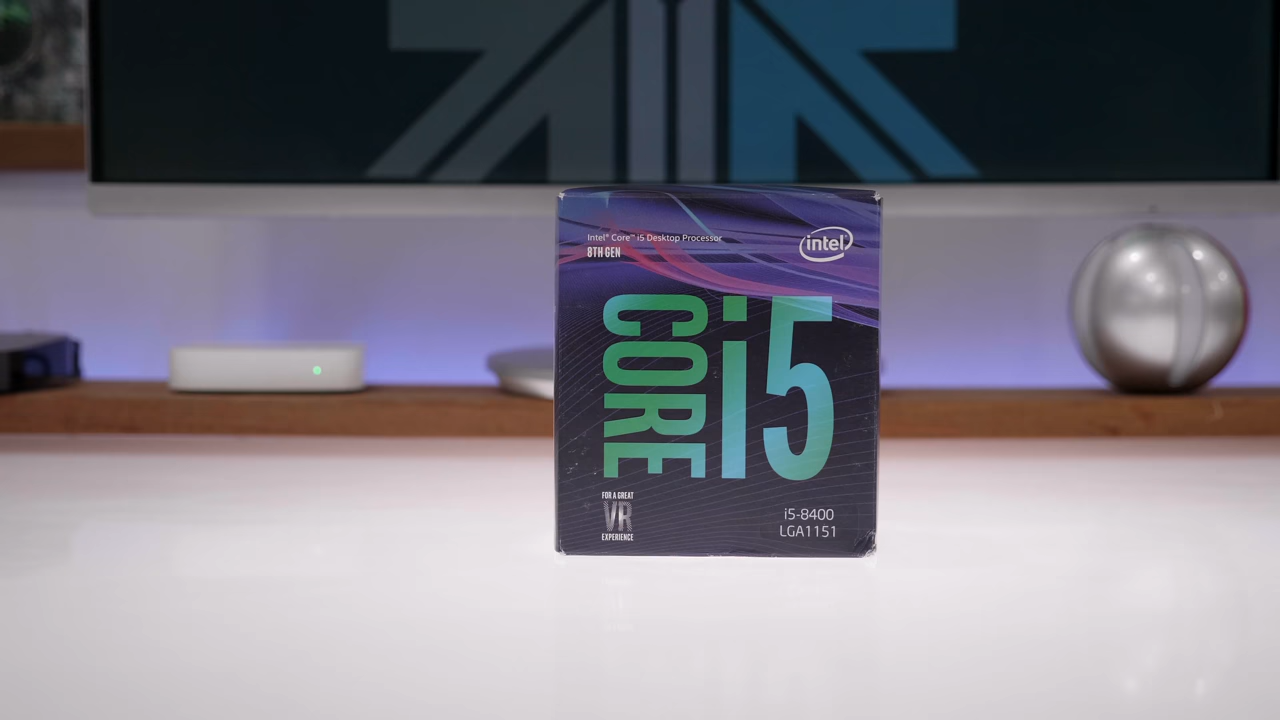 Intel® Core™ i5 Desktop Processor
8TH GEN
intel®
CORE i5
FOR A GREAT
VR
EXPERIENCE
i5-8400
LGA1151